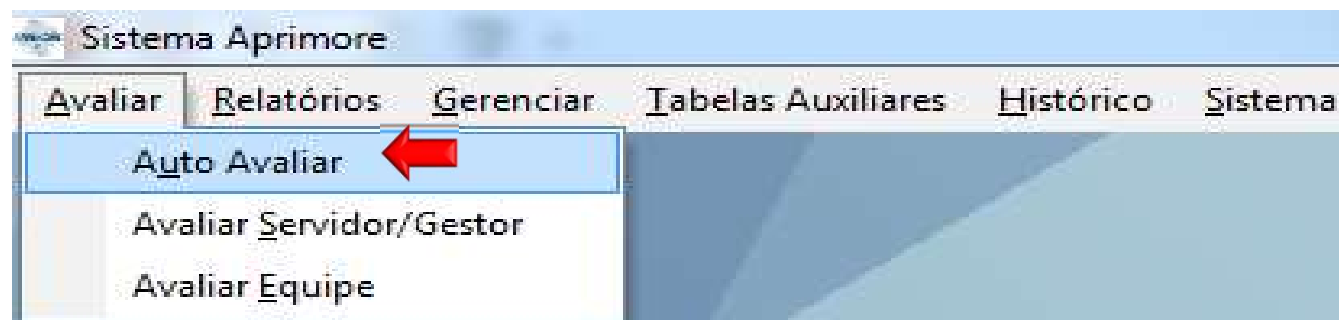 Sistema Aprimore
Avaliar Relatórios Gerenciar Tabelas Auxiliares Histórico Sistema
Auto Avaliar
Avaliar Servidor/Gestor
Avaliar Equipe